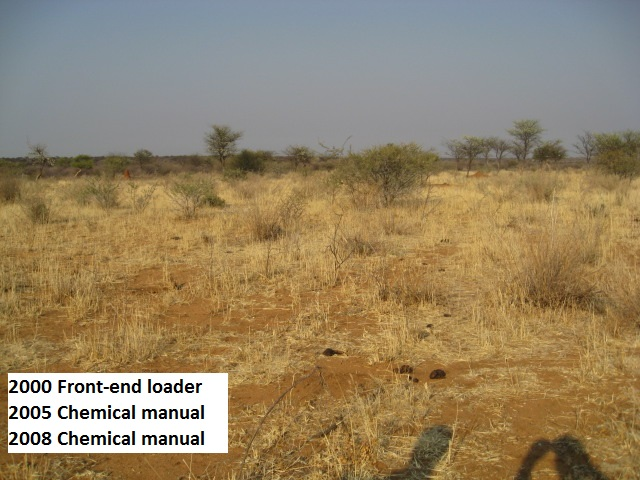 2000 Front-end loader
2005 Chemical manual
2008 Chemical manual